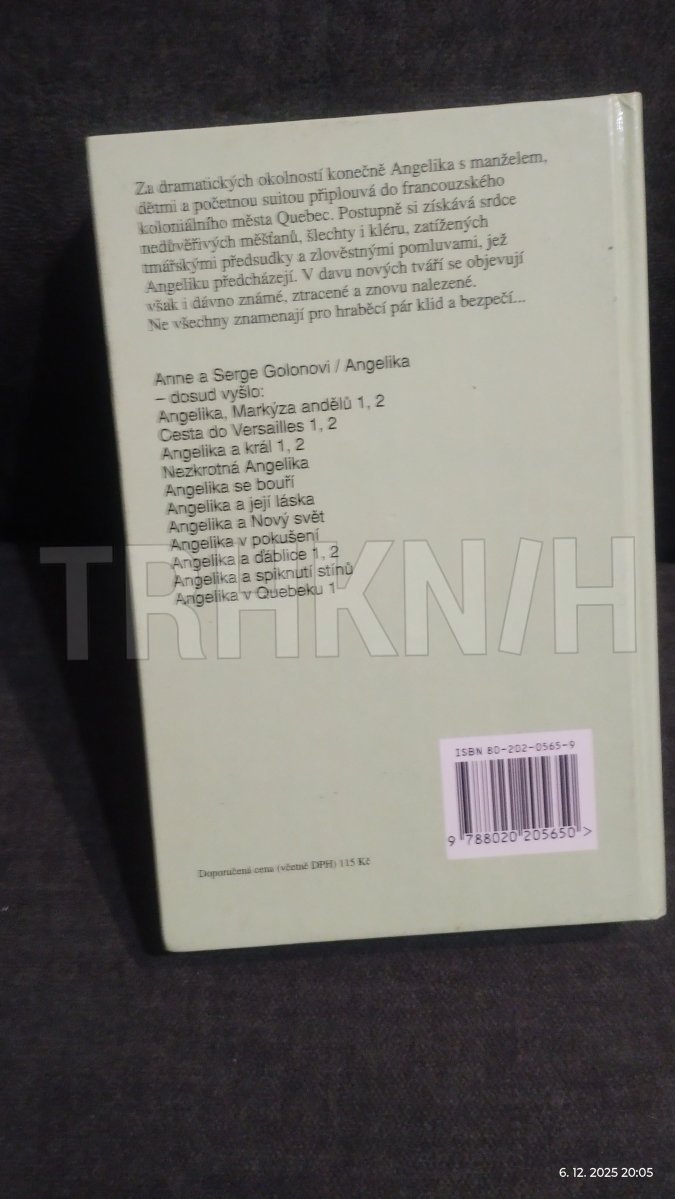 Za dramatických okolností konečně Angelika s manželem,
dětmi a početnou suitou připlouvá do francouzského
koloniálního města Quebec. Postupně si získává srdce
nedůvěřivých měšťanů, šlechty i kléru, zatížených
tmářskými předsudky a zlověstnými pomluvami, jež
Angeliku předcházejí. V davu nových tváří se objevují
však i dávno známé, ztracené a znovu nalezené.
Ne všechny znamenají pro hraběcí pár klid a bezpečí...
Anne a Serge Golonovi / Angelika
– dosud vyšlo:
Angelika, Markýza andělů 1, 2
Cesta do Versailles 1, 2
Angelika a král 1, 2
Nezkrotná Angelika
Angelika se bouří
Angelika a její láska
Angelika a Nový svět
Angelika v pokušení
Angelika a ďáblice 1, 2
Angelika a spiknutí stínů
Angelika v Quebeku 1
TRHKNIH
ISBN 80-202-0565-9
9 788020 205650 >
Doporučená cena (včetně DPH) 115 Kč
6. 12. 2025 20:05